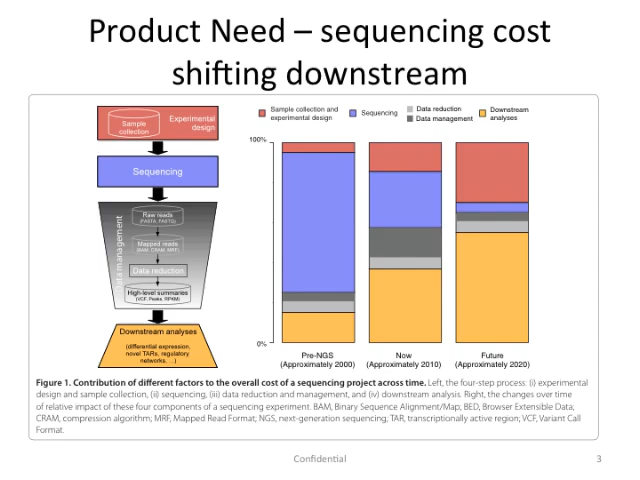 Product Need – sequencing cost
shifting downstream
Sample
collection
Experimental
design
Sequencing
Data management
Raw reads
(FASTA, FASTQ)
Mapped reads
(BAM, CRAM, MRF)
Data reduction
High-level summaries
(VCF, Peaks, RPKM)
Downstream analyses
(differential expression,
novel TARs, regulatory
networks, ...)
Sample collection and
experimental design
Sequencing
Data reduction
Data management
Downstream
analyses
100%
0%
Pre-NGS
(Approximately 2000)
Now
(Approximately 2010)
Future
(Approximately 2020)
Figure 1. Contribution of different factors to the overall cost of a sequencing project across time. Left, the four-step process: (i) experimental
design and sample collection, (ii) sequencing, (iii) data reduction and management, and (iv) downstream analysis. Right, the changes over time
of relative impact of these four components of a sequencing experiment. BAM, Binary Sequence Alignment/Map; BED, Browser Extensible Data;
CRAM, compression algorithm; MRF, Mapped Read Format; NGS, next-generation sequencing; TAR, transcriptionally active region; VCF, Variant Call
Format.
Confidential
3